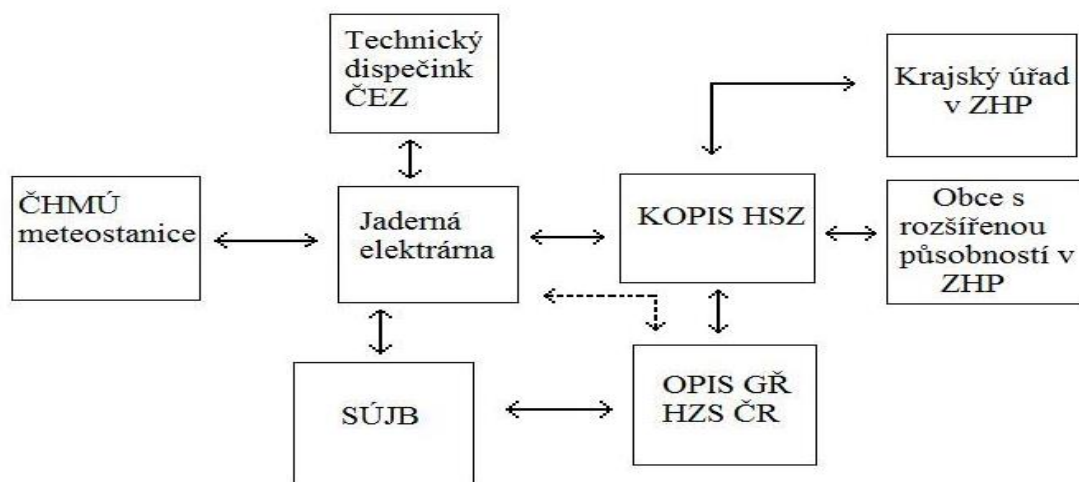 Technický
dispečink
ČEZ
Krajský úřad
v ZHP
ČHMÚ
meteostanice
Jaderná
elektrárna
KOPIS HSZ
Obce s
rozšířenou
působností v
ZHP
SÚJB
OPIS GŘ
HZS ČR